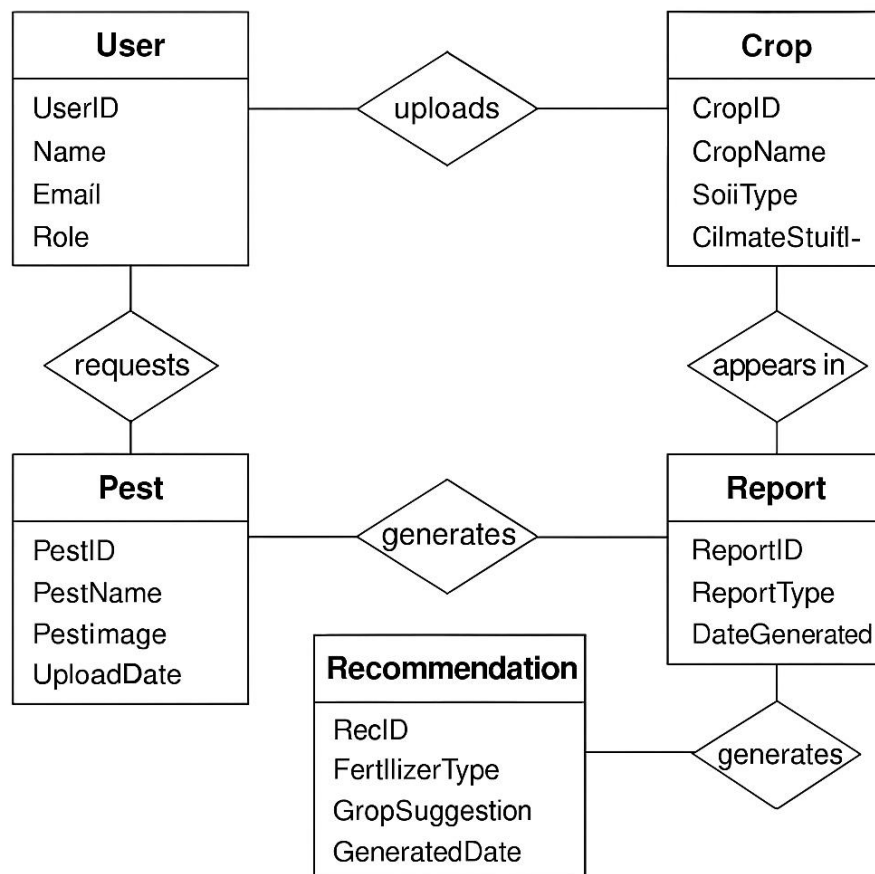 User
UserID
Name
Email
Role
uploads
Crop
CropID
CropName
SoiiType
CilmateStuitl-
requests
appears in
Pest
PestID
PestName
Pestimage
UploadDate
generates
Report
ReportID
ReportType
DateGenerated
Recommendation
RecID
FertllizerType
GropSuggestion
GeneratedDate
generates